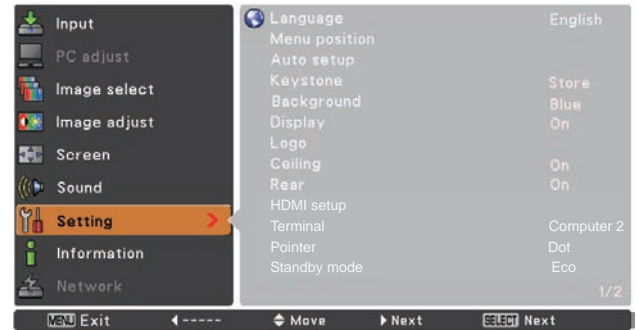 Input
PC adjust
Image select
Image adjust
Screen
Sound
Setting
Information
Network
Language English
Menu position
Auto setup
Keystone Store
Background Blue
Display On
Logo
Ceiling On
Rear On
HDMI setup
Terminal Computer 2
Pointer Dot
Standby mode Eco
1/2
MENU Exit ----- Move Next SELECT Next